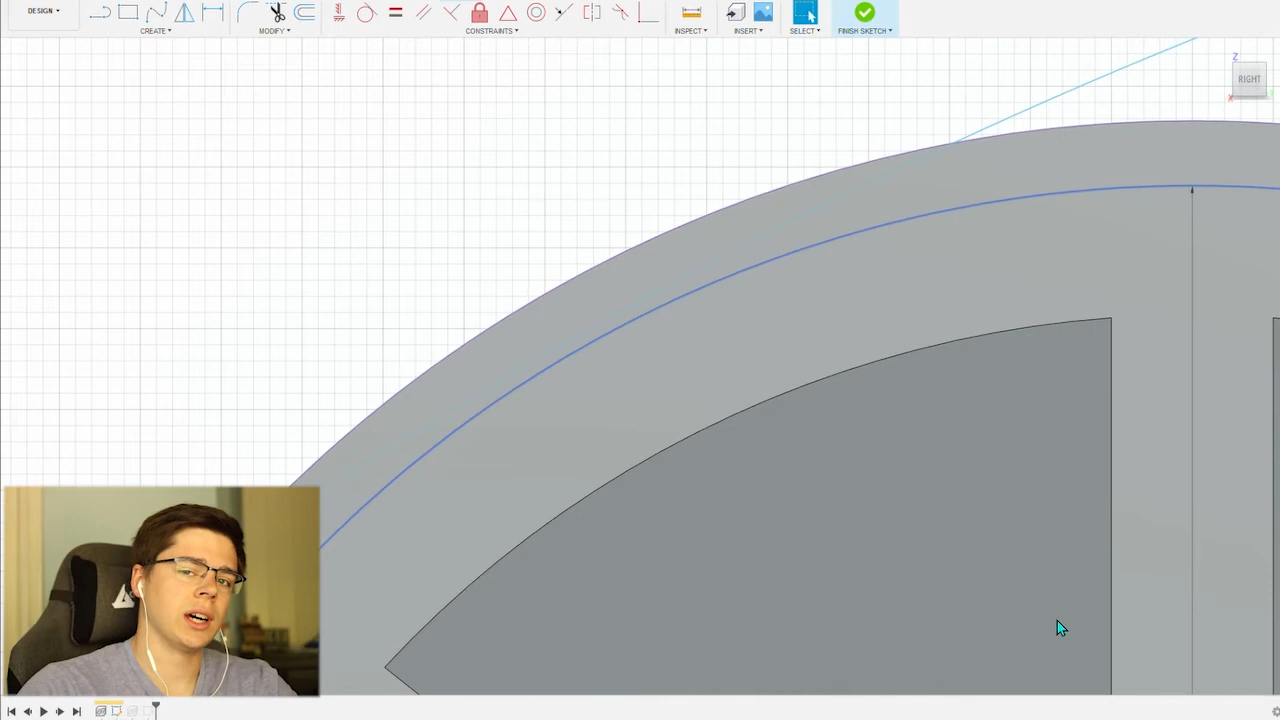 DESIGN
CREATE
MODIFY
CONSTRAINTS
INSPECT
INSERT
SELECT
FINISH SKETCH
Z
RIGHT
X